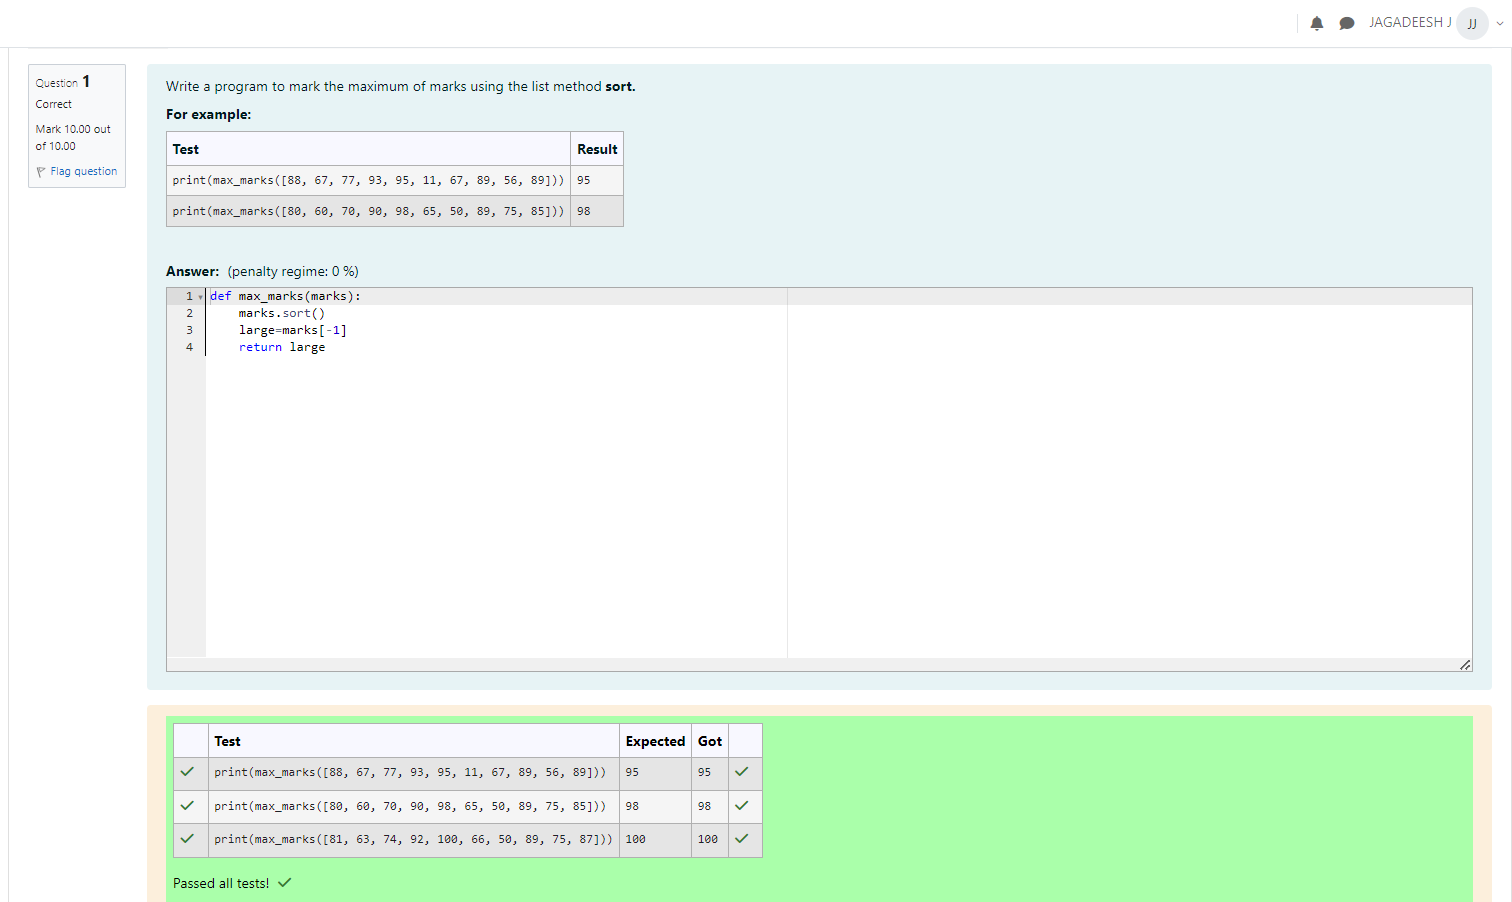 JAGADEESH J JJ
Question 1
Correct
Mark 10.00 out
of 10.00
Flag question
Write a program to mark the maximum of marks using the list method sort.
For example:
Test Result
print(max_marks([88, 67, 77, 93, 95, 11, 67, 89, 56, 89])) 95
print(max_marks([80, 60, 70, 90, 98, 65, 50, 89, 75, 85])) 98
Answer: (penalty regime: 0 %)
1 def max_marks(marks):
2     marks.sort()
3     large=marks[-1]
4     return large
Test Expected Got
print(max_marks([88, 67, 77, 93, 95, 11, 67, 89, 56, 89])) 95 95
print(max_marks([80, 60, 70, 90, 98, 65, 50, 89, 75, 85])) 98 98
print(max_marks([81, 63, 74, 92, 100, 66, 50, 89, 75, 87])) 100 100
Passed all tests!